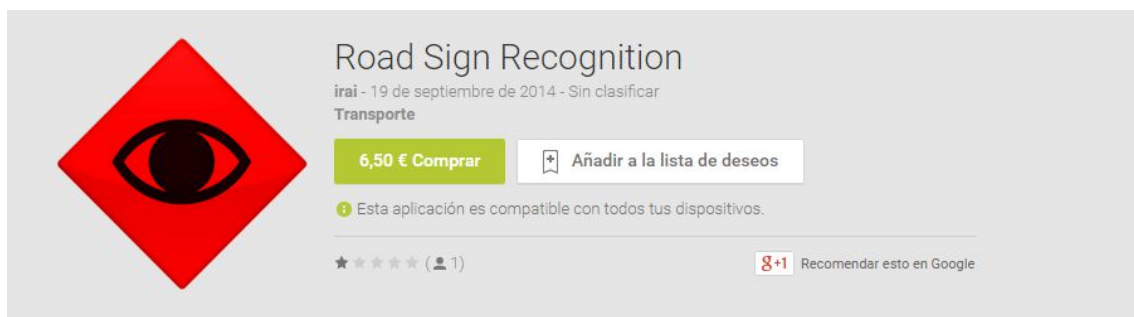 Road Sign Recognition
irai - 19 de septiembre de 2014 - Sin clasificar
Transporte
6,50 € Comprar
Añadir a la lista de deseos
Esta aplicación es compatible con todos tus dispositivos.
( 1)
g+1 Recomendar esto en Google